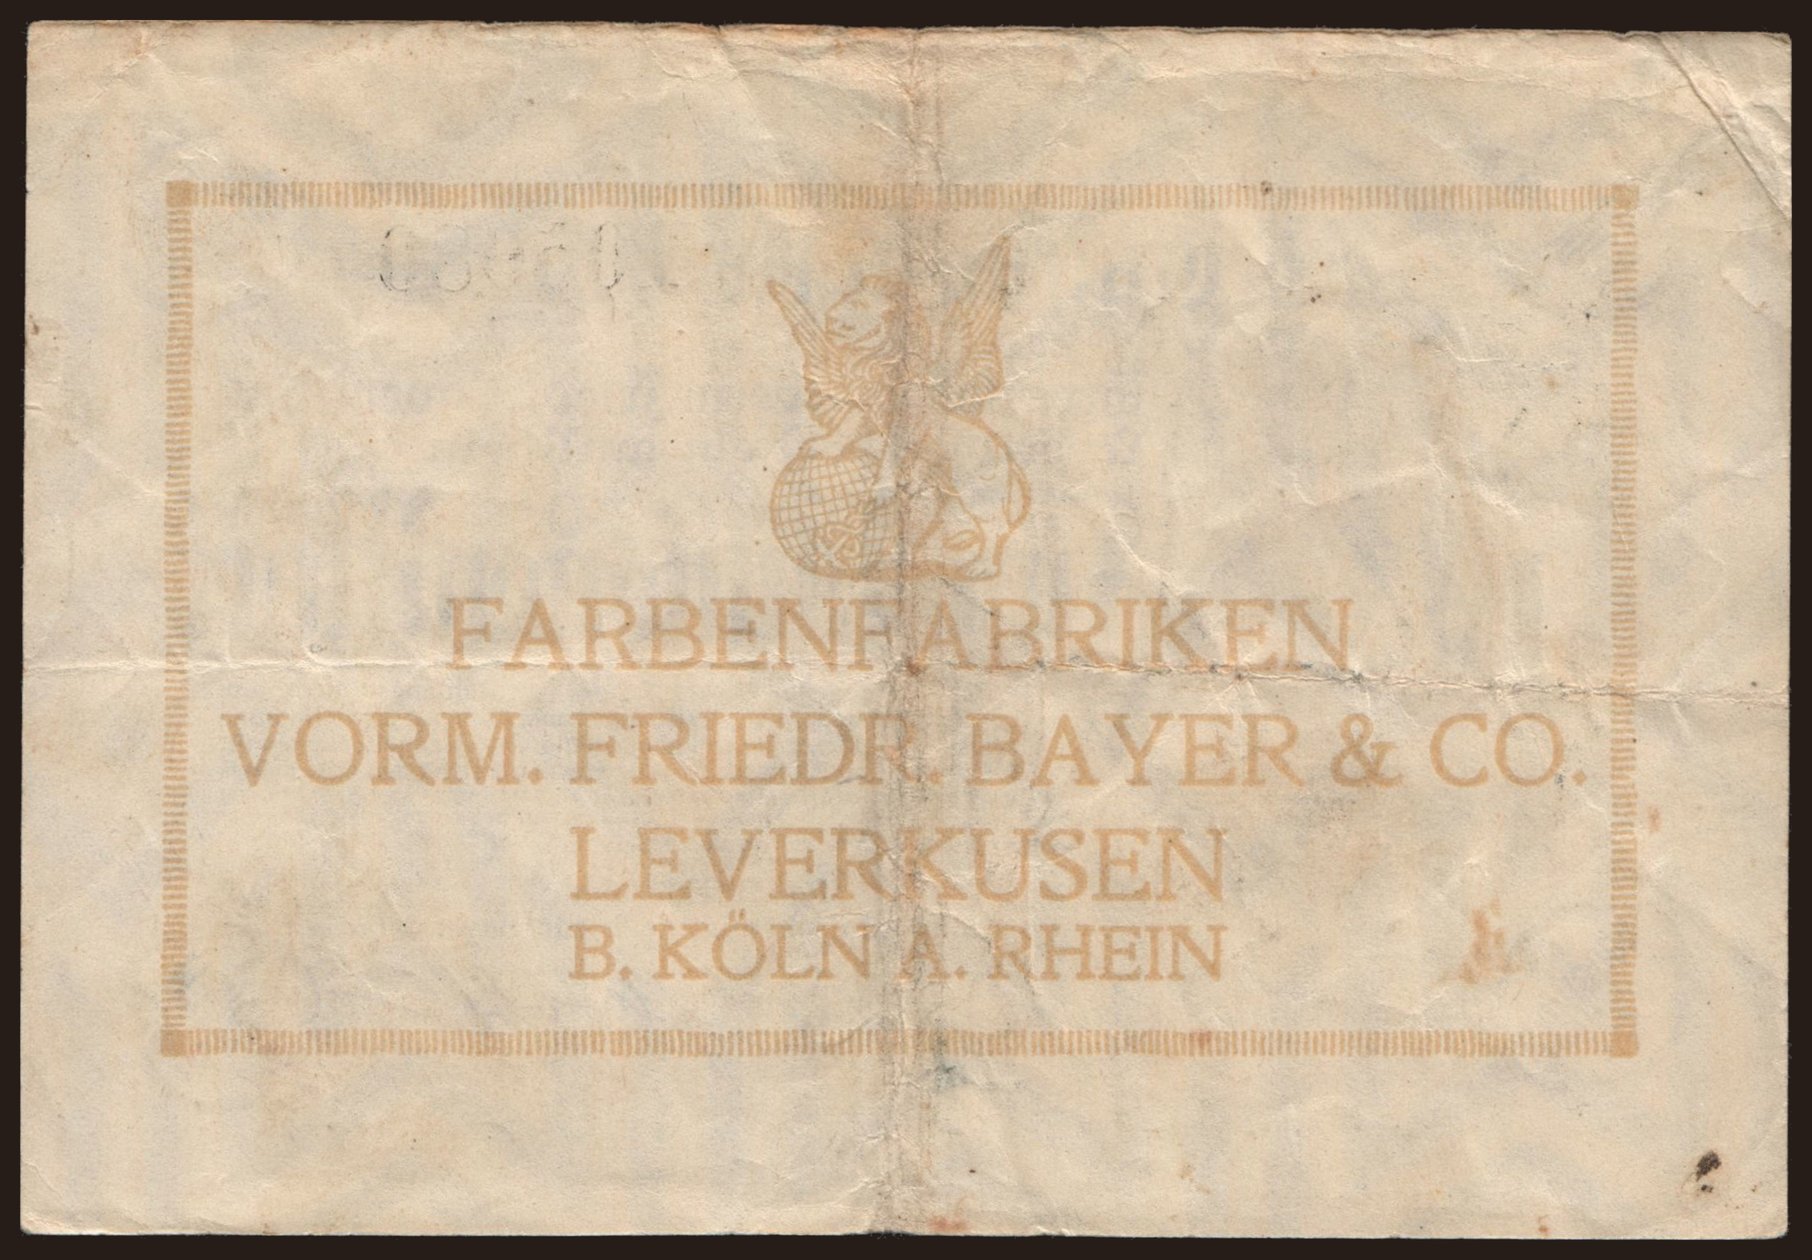 FARBENFABRIKEN
VORM. FRIEDR. BAYER & CO.
LEVERKUSEN
B. KÖLN A. RHEIN